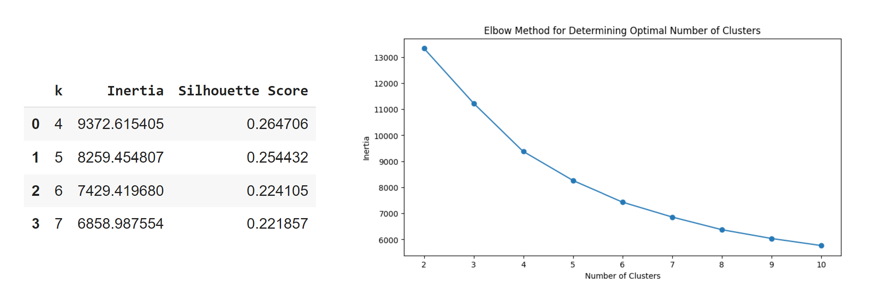 k Inertia Silhouette Score
0 4 9372.615405 0.264706
1 5 8259.454807 0.254432
2 6 7429.419680 0.224105
3 7 6858.987554 0.221857
Elbow Method for Determining Optimal Number of Clusters
13000
12000
11000
10000
9000
8000
7000
6000
Inertia
2 3 4 5 6 7 8 9 10
Number of Clusters